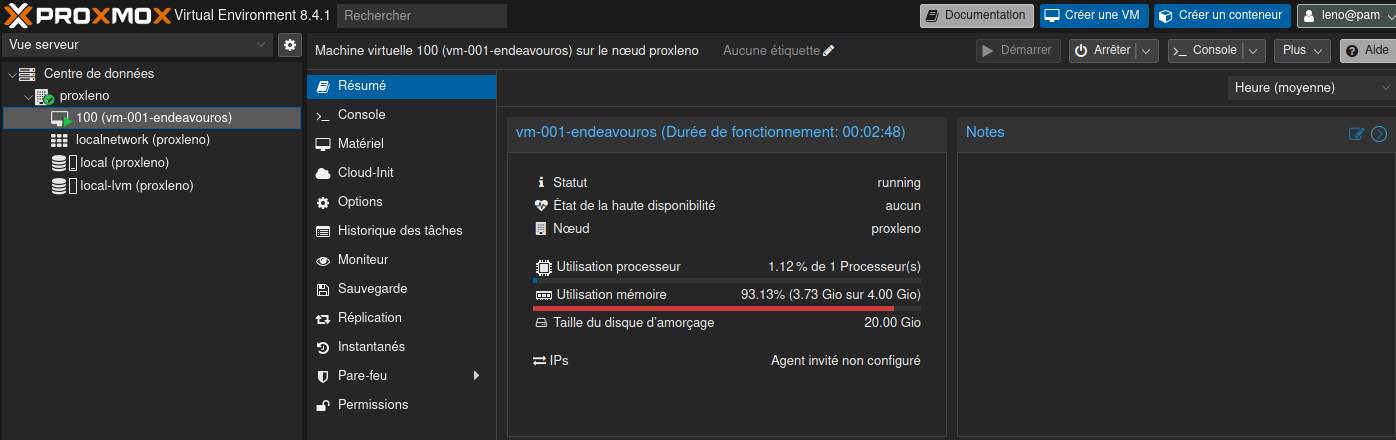 PROXMOX Virtual Environment 8.4.1 Rechercher Documentation Créer une VM Créer un conteneur leno@pam
Vue serveur
Machine virtuelle 100 (vm-001-endeavouros) sur le nœud proxleno Aucune étiquette Démarrer Arrêter Console Plus Aide
Centre de données
proxleno
100 (vm-001-endeavouros)
localnetwork (proxleno)
local (proxleno)
local-lvm (proxleno)
Résumé
Console
Matériel
Cloud-Init
Options
Historique des tâches
Moniteur
Sauvegarde
Réplication
Instantanés
Pare-feu
Permissions
Heure (moyenne)
vm-001-endeavouros (Durée de fonctionnement: 00:02:48)
Statut running
État de la haute disponibilité aucun
Nœud proxleno
Utilisation processeur 1.12 % de 1 Processeur(s)
Utilisation mémoire 93.13% (3.73 Gio sur 4.00 Gio)
Taille du disque d'amorçage 20.00 Gio
IPs Agent invité non configuré
Notes